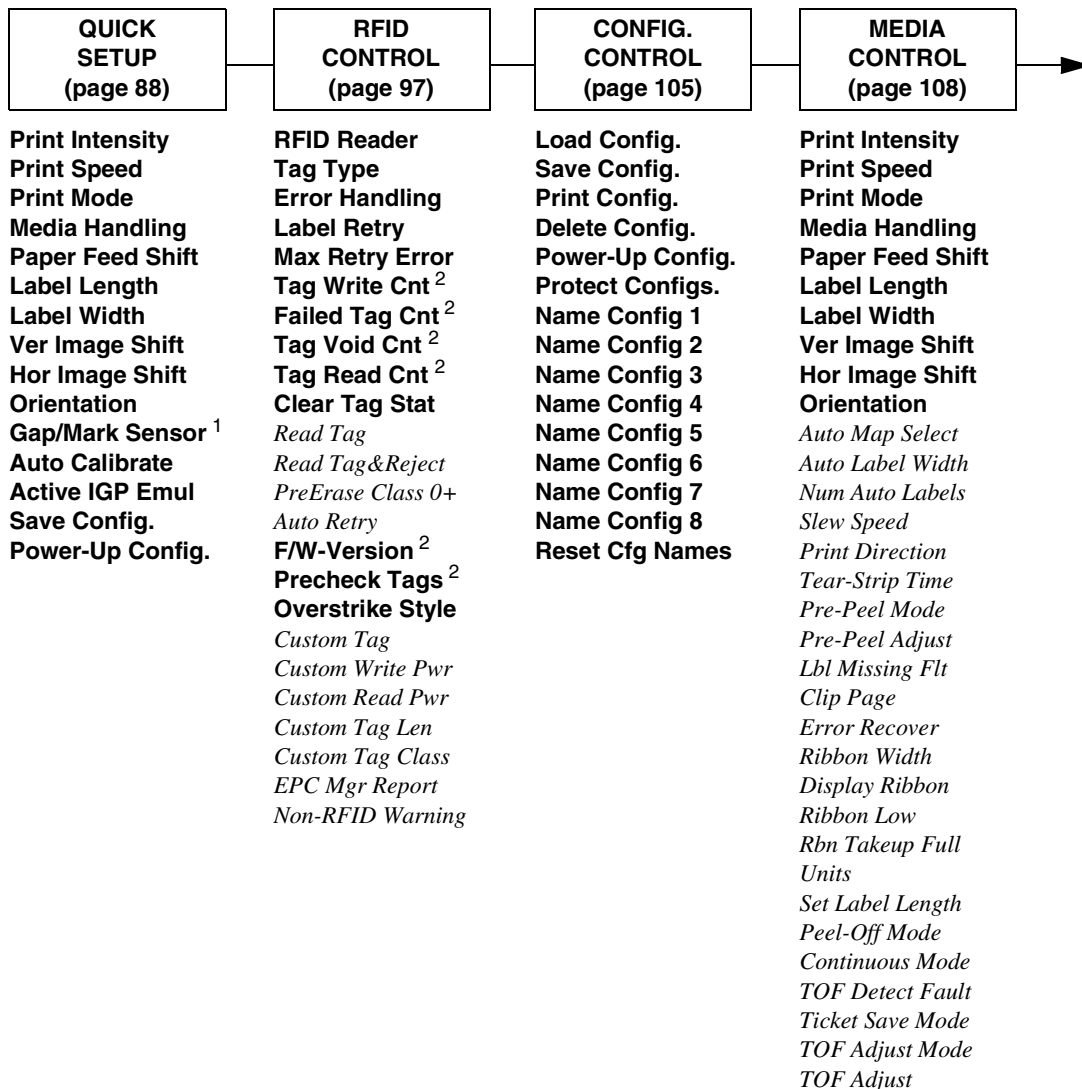 QUICK
SETUP
(page 88)
Print Intensity
Print Speed
Print Mode
Media Handling
Paper Feed Shift
Label Length
Label Width
Ver Image Shift
Hor Image Shift
Orientation
Gap/Mark Sensor 1
Auto Calibrate
Active IGP Emul
Save Config.
Power-Up Config.
RFID
CONTROL
(page 97)
RFID Reader
Tag Type
Error Handling
Label Retry
Max Retry Error
Tag Write Cnt 2
Failed Tag Cnt 2
Tag Void Cnt 2
Tag Read Cnt 2
Clear Tag Stat
Read Tag
Read Tag&Reject
PreErase Class 0+
Auto Retry
F/W-Version 2
Precheck Tags 2
Overstrike Style
Custom Tag
Custom Write Pwr
Custom Read Pwr
Custom Tag Len
Custom Tag Class
EPC Mgr Report
Non-RFID Warning
CONFIG.
CONTROL
(page 105)
Load Config.
Save Config.
Print Config.
Delete Config.
Power-Up Config.
Protect Configs.
Name Config 1
Name Config 2
Name Config 3
Name Config 4
Name Config 5
Name Config 6
Name Config 7
Name Config 8
Reset Cfg Names
MEDIA
CONTROL
(page 108)
Print Intensity
Print Speed
Print Mode
Media Handling
Paper Feed Shift
Label Length
Label Width
Ver Image Shift
Hor Image Shift
Orientation
Auto Map Select
Auto Label Width
Num Auto Labels
Slew Speed
Print Direction
Tear-Strip Time
Pre-Peel Mode
Pre-Peel Adjust
Lbl Missing Flt
Clip Page
Error Recover
Ribbon Width
Display Ribbon
Ribbon Low
Rbn Takeup Full
Units
Set Label Length
Peel-Off Mode
Continuous Mode
TOF Detect Fault
Ticket Save Mode
TOF Adjust Mode
TOF Adjust